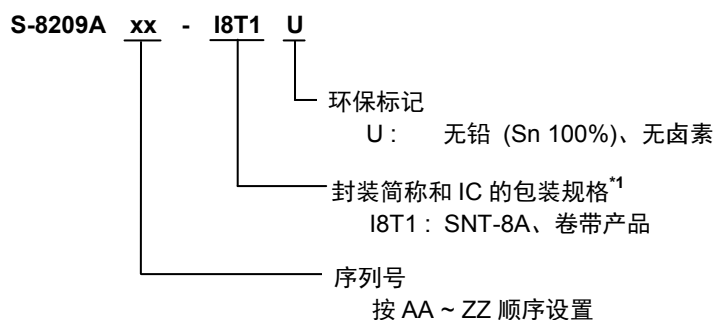 S-8209A xx - I8T1 U
环保标记
U : 无铅 (Sn 100%)、无卤素
封装简称和 IC 的包装规格*1
I8T1 : SNT-8A、卷带产品
序列号
按 AA ~ ZZ 顺序设置